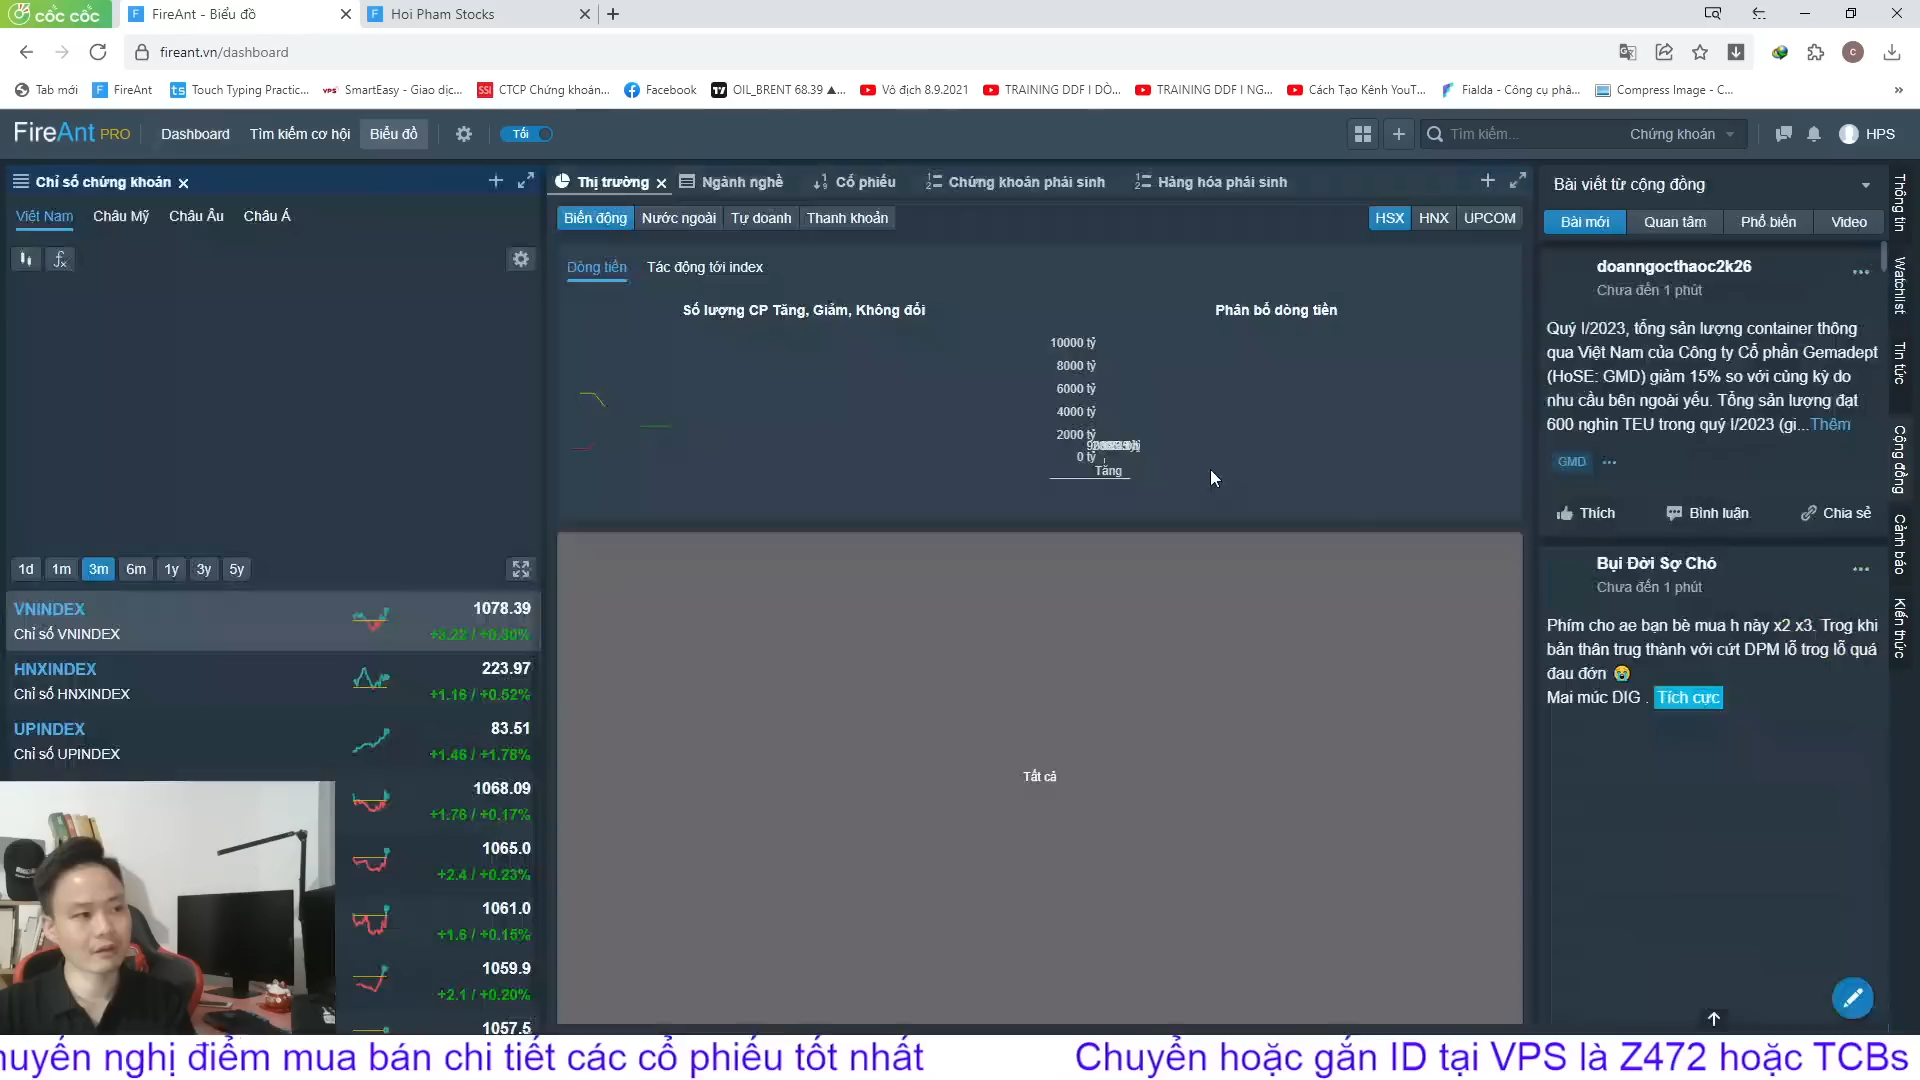 cốc cốc
FireAnt - Biểu đồ
Hoi Pham Stocks
fireant.vn/dashboard
C
Tab mới
FireAnt
Touch Typing Practic...
SmartEasy - Giao dịc...
CTCP Chứng khoán...
Facebook
OIL_BRENT 68.39 ▲...
Vô địch 8.9.2021
TRAINING DDF I DÒ...
TRAINING DDF I NG...
Cách Tạo Kênh YouT...
Fialda - Công cụ phâ...
Compress Image - C...
FireAnt PRO
Dashboard
Tìm kiếm cơ hội
Biểu đồ
Tối
Tìm kiếm...
Chứng khoán
HPS
Chỉ số chứng khoán
Việt Nam
Châu Mỹ
Châu Âu
Châu Á
1d
1m
3m
6m
1y
3y
5y
VNINDEX
1078.39
Chỉ số VNINDEX
+3.22 / +0.30%
HNXINDEX
223.97
Chỉ số HNXINDEX
+1.16 / +0.52%
UPINDEX
83.51
Chỉ số UPINDEX
+1.46 / +1.78%
1068.09
+1.76 / +0.17%
1065.0
+2.4 / +0.23%
1061.0
+1.6 / +0.15%
1059.9
+2.1 / +0.20%
1057.5
Thị trường
Ngành nghề
Cổ phiếu
Chứng khoán phái sinh
Hàng hóa phái sinh
Biến động
Nước ngoài
Tự doanh
Thanh khoản
HSX
HNX
UPCOM
Dòng tiền
Tác động tới index
Số lượng CP Tăng, Giảm, Không đổi
Phân bổ dòng tiền
10000 tỷ
8000 tỷ
6000 tỷ
4000 tỷ
2000 tỷ
0 tỷ
Tăng
Tất cả
Bài viết từ cộng đồng
Bài mới
Quan tâm
Phổ biến
Video
doanngocthaoc2k26
Chưa đến 1 phút
Quý I/2023, tổng sản lượng container thông
qua Việt Nam của Công ty Cổ phần Gemadept
(HoSE: GMD) giảm 15% so với cùng kỳ do
nhu cầu bên ngoài yếu. Tổng sản lượng đạt
600 nghìn TEU trong quý I/2023 (gi...Thêm
GMD
Thích
Bình luận
Chia sẻ
Bụi Đời Sợ Chó
Chưa đến 1 phút
Phím cho ae bạn bè mua h này x2 x3. Trog khi
bản thân trug thành với cứt DPM lỗ trog lỗ quá
đau đớn 😭
Mai múc DIG . Tích cực
Thông tin
Watchlist
Tin tức
Cộng đồng
Cảnh báo
Kiến thức
huyến nghị điểm mua bán chi tiết các cổ phiếu tốt nhất
Chuyển hoặc gắn ID tại VPS là Z472 hoặc TCBs